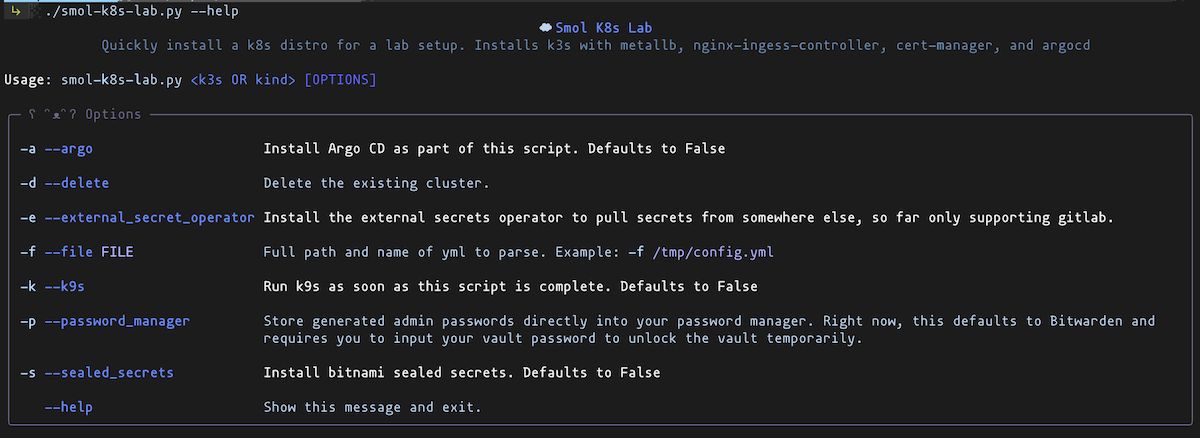 ↳ ./smol-k8s-lab.py --help
☁ Smol K8s Lab
Quickly install a k8s distro for a lab setup. Installs k3s with metallb, nginx-ingess-controller, cert-manager, and argocd
Usage: smol-k8s-lab.py <k3s OR kind> [OPTIONS]
ʕ ᵔᴥᵔʔ Options
-a --argo Install Argo CD as part of this script. Defaults to False
-d --delete Delete the existing cluster.
-e --external_secret_operator Install the external secrets operator to pull secrets from somewhere else, so far only supporting gitlab.
-f --file FILE Full path and name of yml to parse. Example: -f /tmp/config.yml
-k --k9s Run k9s as soon as this script is complete. Defaults to False
-p --password_manager Store generated admin passwords directly into your password manager. Right now, this defaults to Bitwarden and
requires you to input your vault password to unlock the vault temporarily.
-s --sealed_secrets Install bitnami sealed secrets. Defaults to False
--help Show this message and exit.